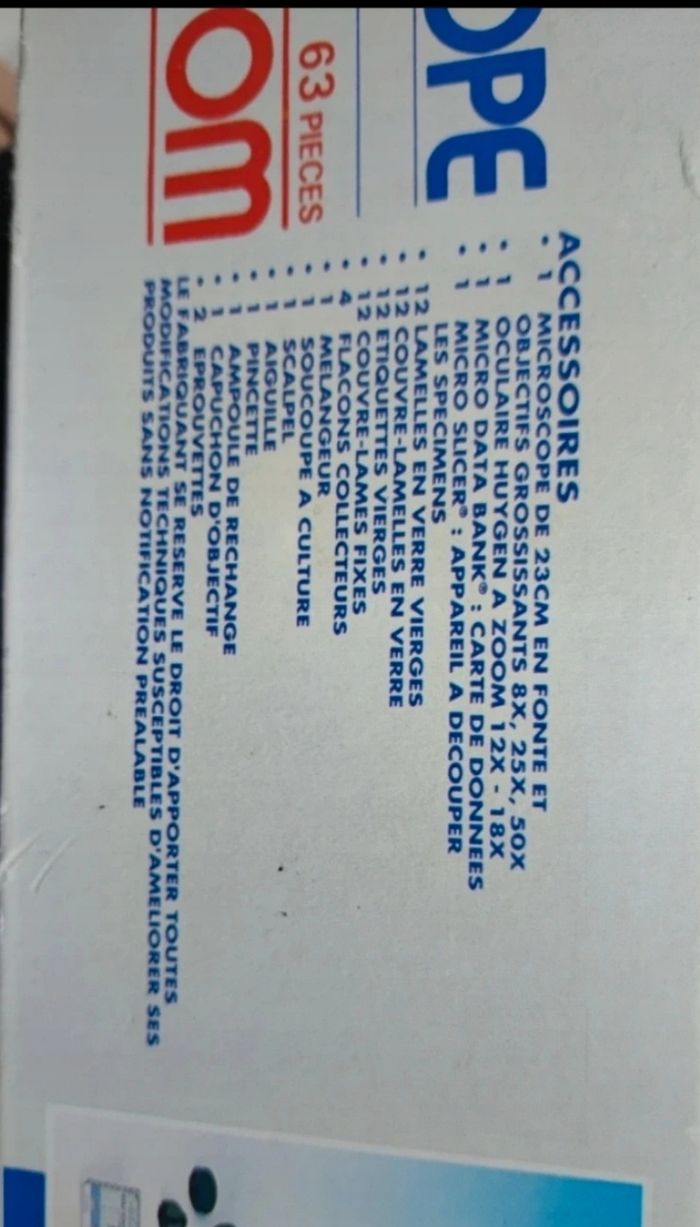 OPE
63 PIECES
OM
ACCESSOIRES
• 1 MICROSCOPE DE 23CM EN FONTE ET
OBJECTIFS GROSSISSANTS 8X, 25X, 50X
• 1 OCULAIRE HUYGEN A ZOOM 12X - 18X
• 1 MICRO DATA BANK® : CARTE DE DONNEES
• 1 MICRO SLICER® : APPAREIL A DECOUPER
LES SPECIMENS
• 12 LAMELLES EN VERRE VIERGES
• 12 COUVRE-LAMELLES EN VERRE
• 12 ETIQUETTES VIERGES
• 12 COUVRE-LAMES FIXES
• 4 FLACONS COLLECTEURS
• 1 MELANGEUR
• 1 SOUCOUPE A CULTURE
• 1 SCALPEL
• 1 AIGUILLE
• 1 PINCETTE
• 1 AMPOULE DE RECHANGE
• 1 CAPUCHON D'OBJECTIF
• 2 EPROUVETTES
LE FABRIQUANT SE RESERVE LE DROIT D'APPORTER TOUTES
MODIFICATIONS TECHNIQUES SUSCEPTIBLES D'AMELIORER SES
PRODUITS SANS NOTIFICATION PREALABLE